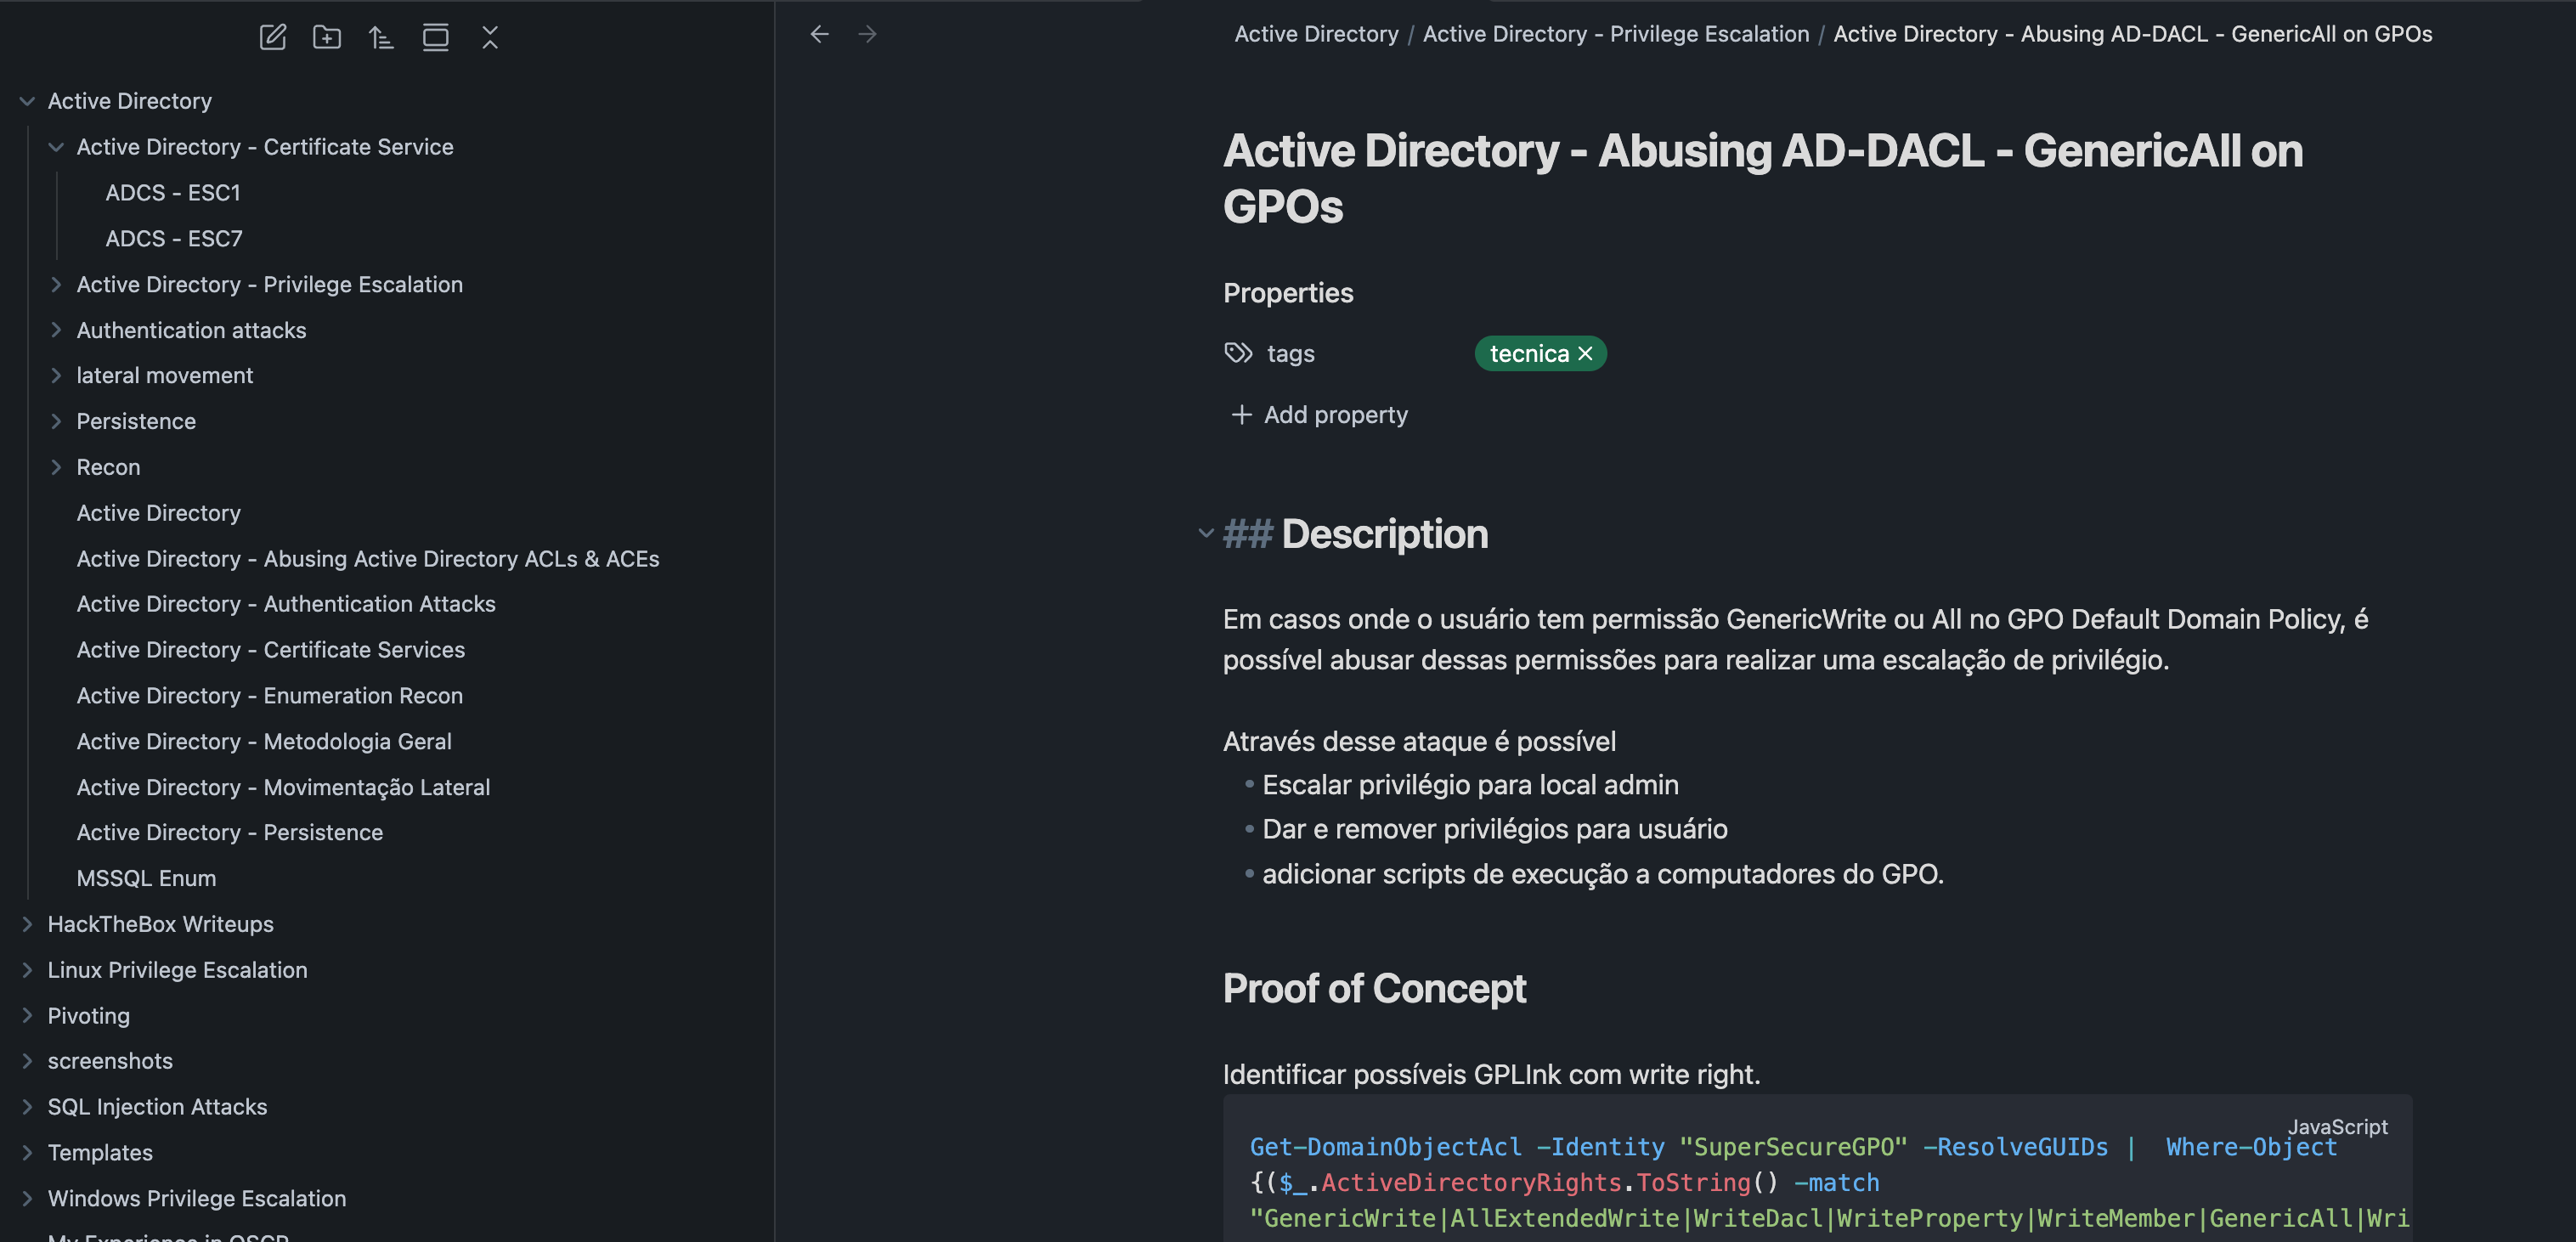 Active Directory
Active Directory - Certificate Service
ADCS - ESC1
ADCS - ESC7
Active Directory - Privilege Escalation
Authentication attacks
lateral movement
Persistence
Recon
Active Directory
Active Directory - Abusing Active Directory ACLs & ACEs
Active Directory - Authentication Attacks
Active Directory - Certificate Services
Active Directory - Enumeration Recon
Active Directory - Metodologia Geral
Active Directory - Movimentação Lateral
Active Directory - Persistence
MSSQL Enum
HackTheBox Writeups
Linux Privilege Escalation
Pivoting
screenshots
SQL Injection Attacks
Templates
Windows Privilege Escalation
My Experience in OSCP
Active Directory / Active Directory - Privilege Escalation / Active Directory - Abusing AD-DACL - GenericAll on GPOs
Active Directory - Abusing AD-DACL - GenericAll on
GPOs
Properties
tags tecnica
Add property
## Description
Em casos onde o usuário tem permissão GenericWrite ou All no GPO Default Domain Policy, é
possível abusar dessas permissões para realizar uma escalação de privilégio.
Através desse ataque é possível
• Escalar privilégio para local admin
• Dar e remover privilégios para usuário
• adicionar scripts de execução a computadores do GPO.
Proof of Concept
Identificar possíveis GPLInk com write right.
JavaScript
Get-DomainObjectAcl -Identity "SuperSecureGPO" -ResolveGUIDs |  Where-Object
{($_.ActiveDirectoryRights.ToString() -match
"GenericWrite|AllExtendedWrite|WriteDacl|WriteProperty|WriteMember|GenericAll|Wri